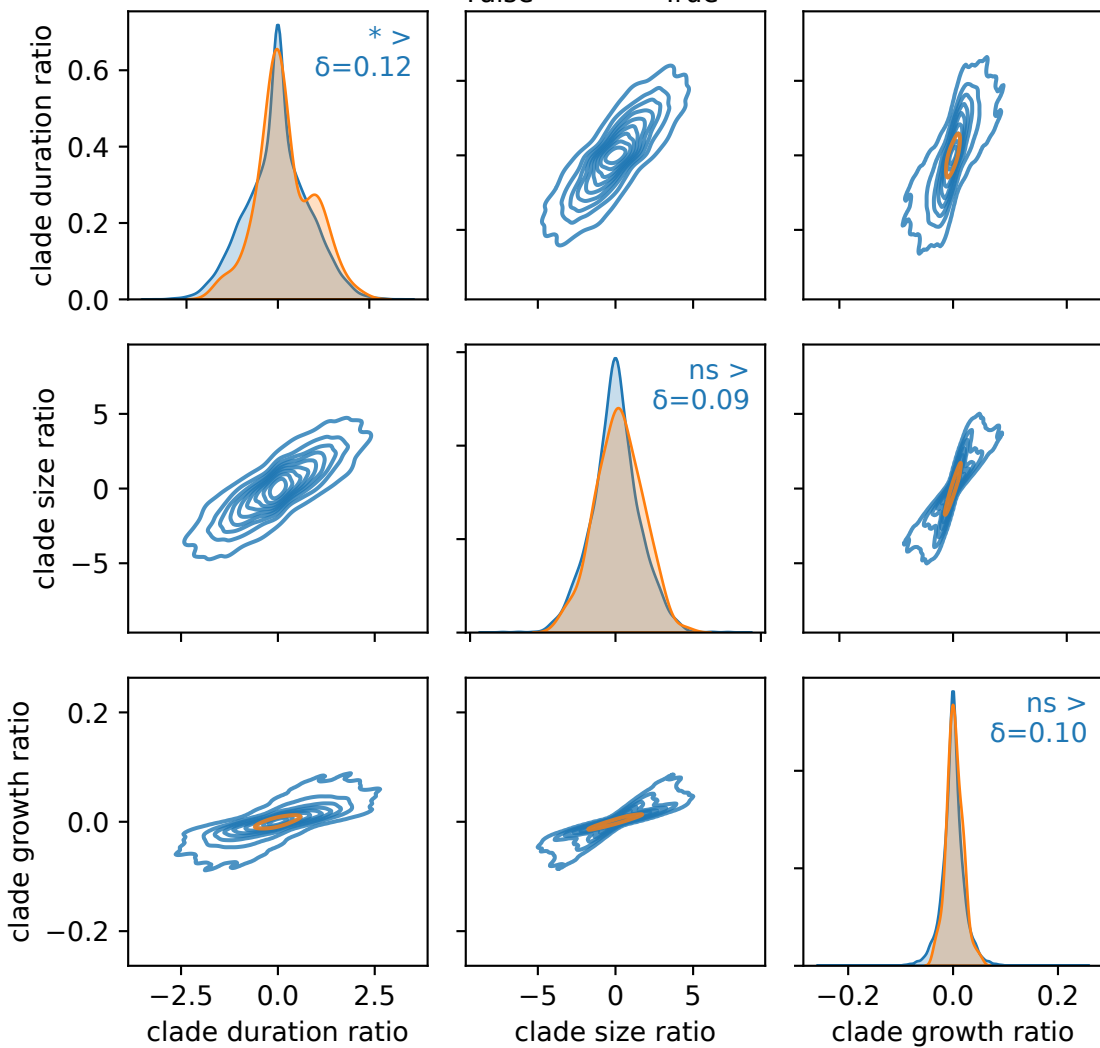 clade duration ratio
0.6
0.4
0.2
0.0
* >
δ=0.12
clade size ratio
5
0
−5
ns >
δ=0.09
clade growth ratio
0.2
0.0
−0.2
ns >
δ=0.10
−2.5 0.0 2.5
clade duration ratio
−5 0 5
clade size ratio
−0.2 0.0 0.2
clade growth ratio